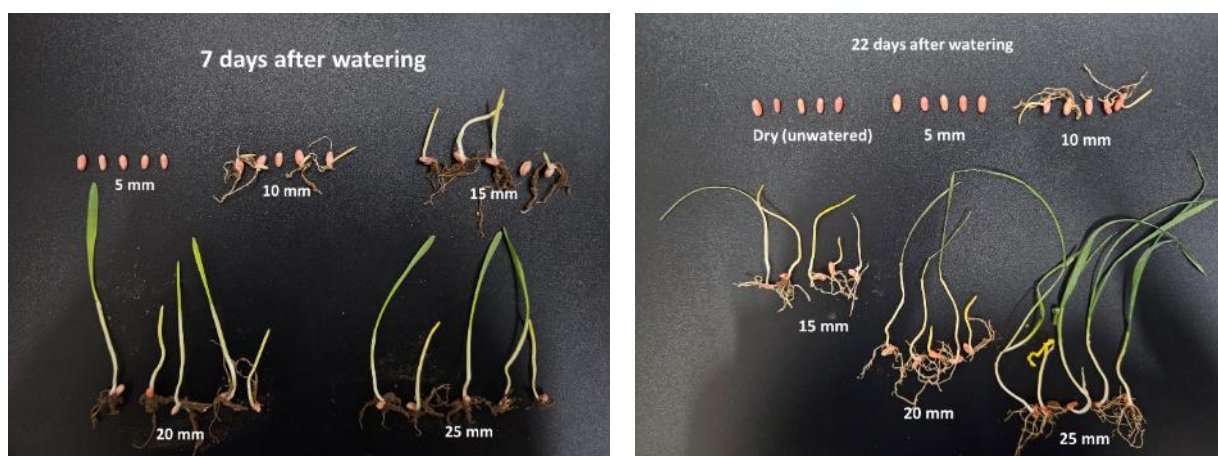 7 days after watering
5 mm
10 mm
15 mm
20 mm
25 mm
22 days after watering
Dry (unwatered)
5 mm
10 mm
15 mm
20 mm
25 mm